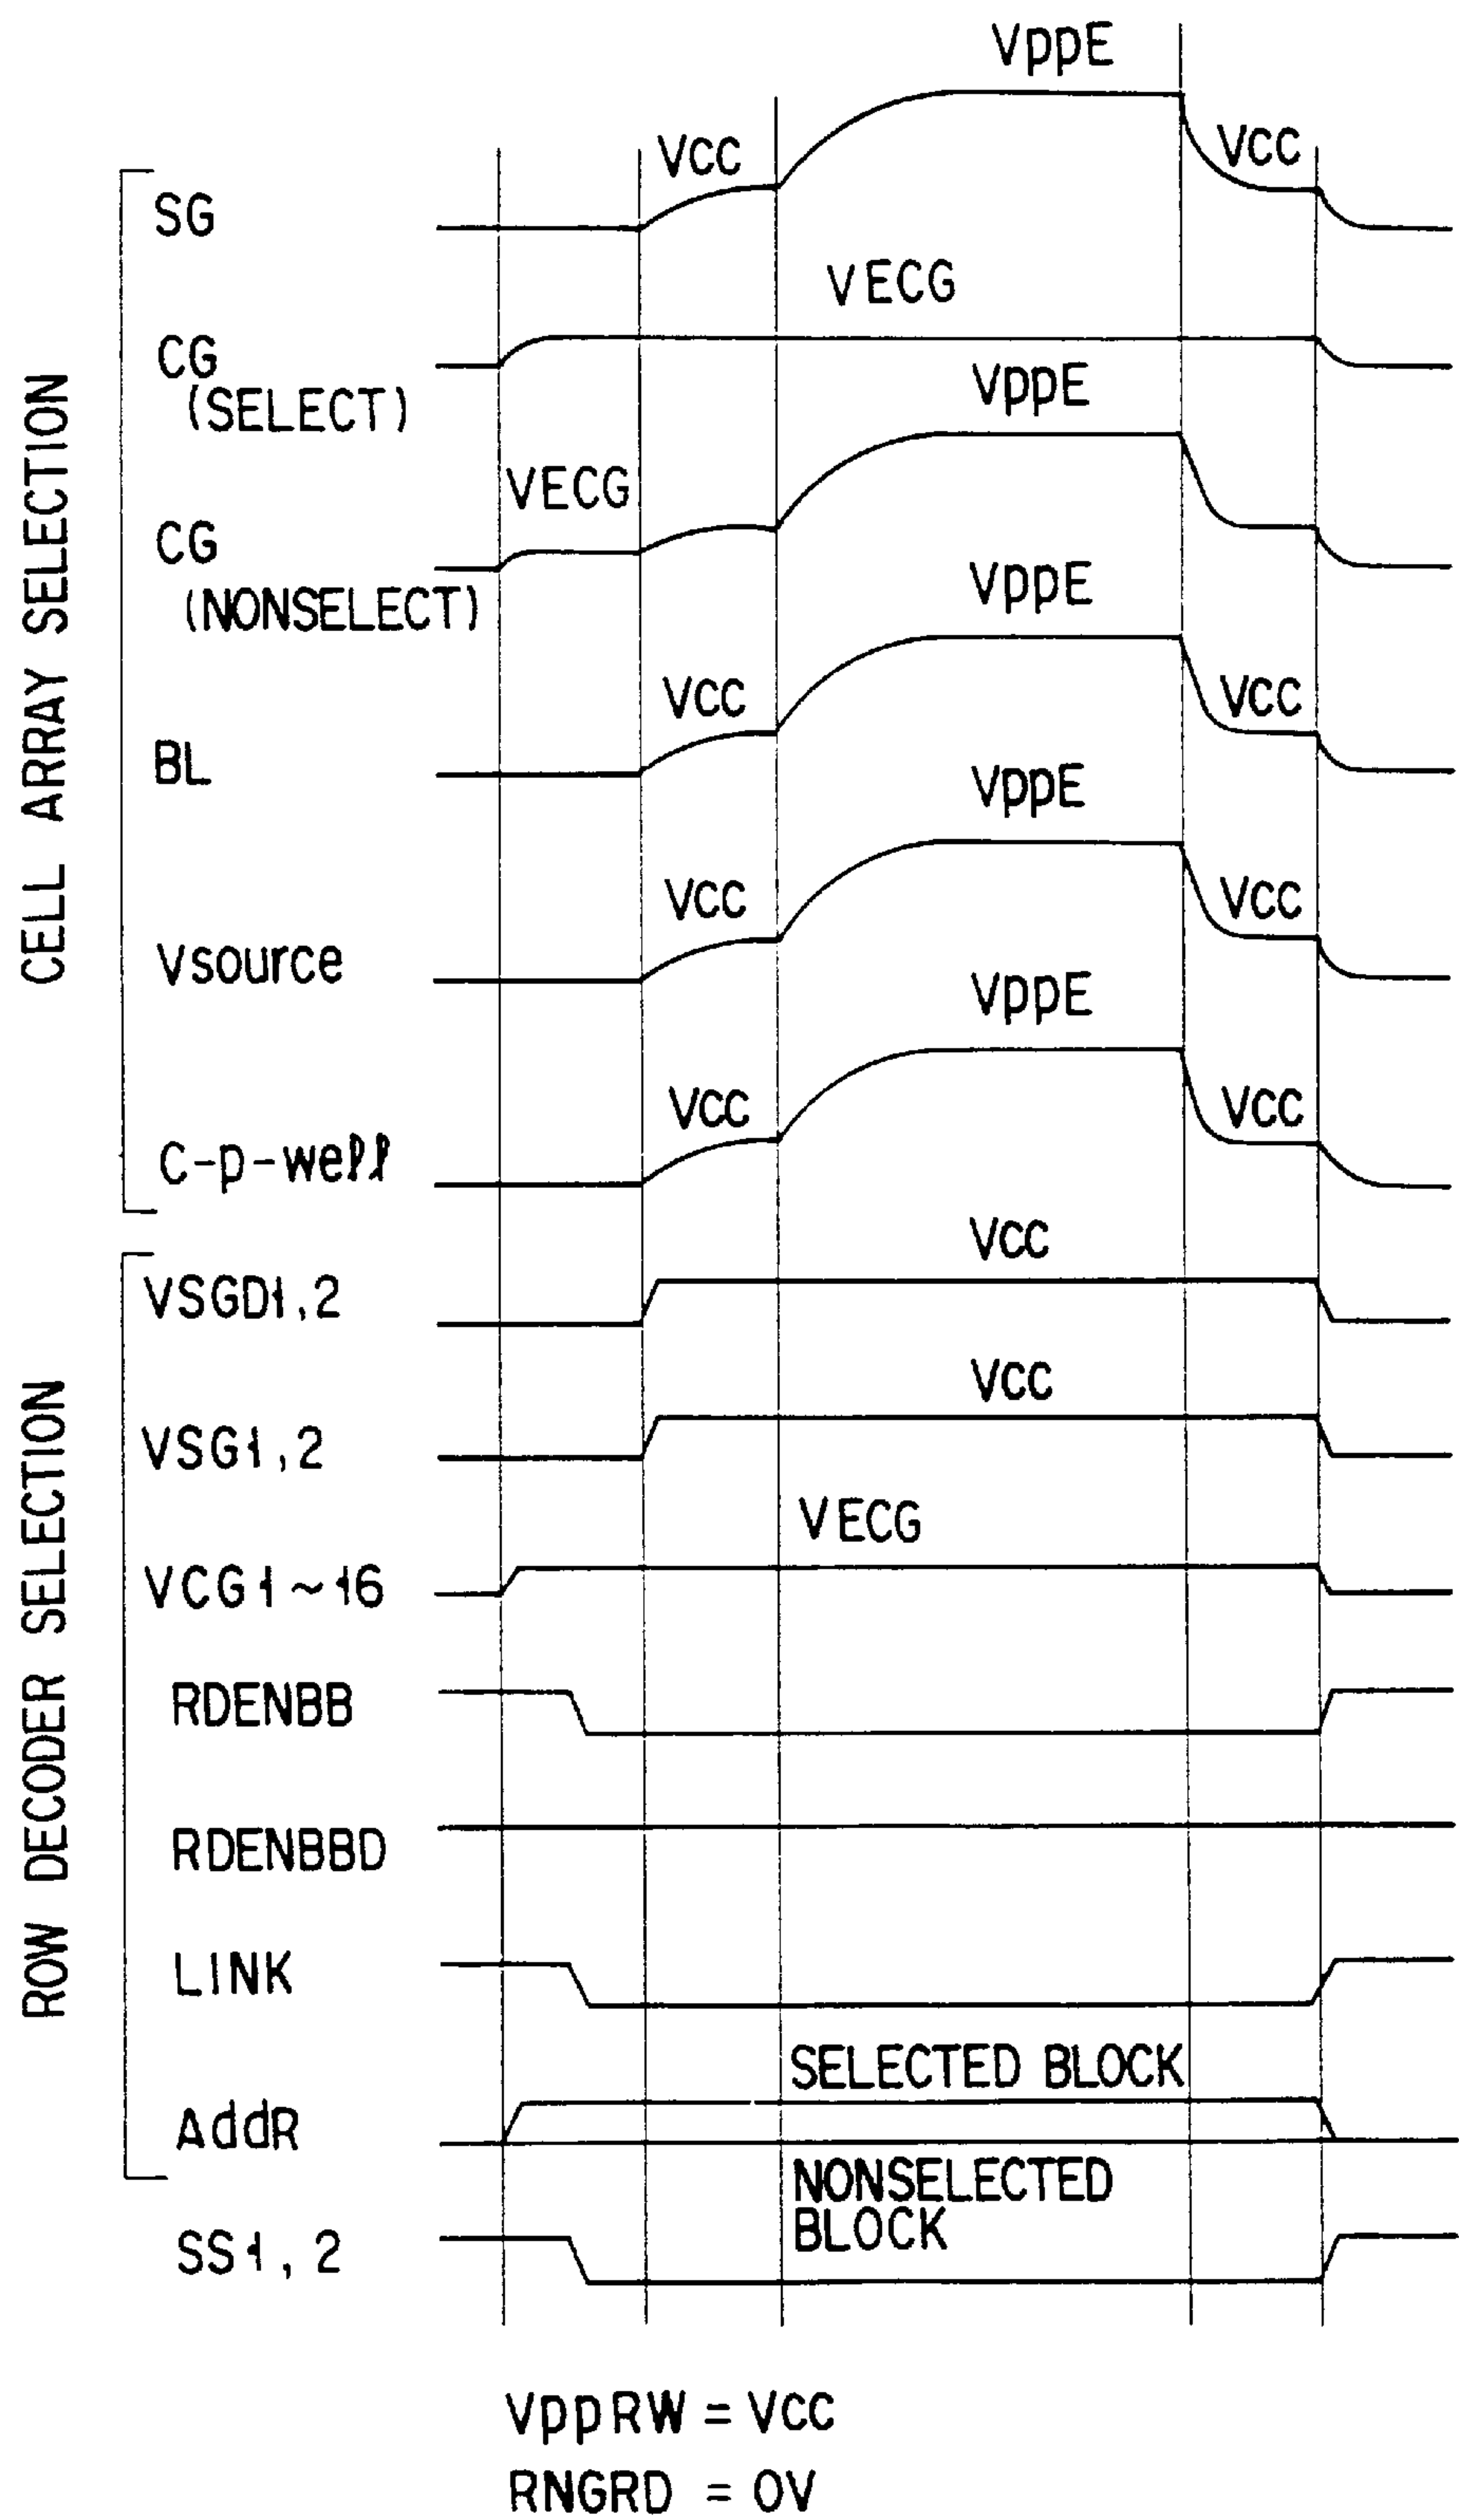 VppE
VCC
VCC
SG
VECG
CG
(SELECT)
VppE
VECG
CG
(NONSELECT)
VppE
VCC
VCC
BL
VppE
VCC
VCC
Vsource
VppE
VCC
VCC
C-p-well
CELL ARRAY SELECTION
VCC
VSGD1,2
VCC
VSG1,2
VECG
VCG1~16
RDENBB
RDENBBD
LINK
SELECTED BLOCK
AddR
NONSELECTED
BLOCK
SS1,2
ROW DECODER SELECTION
VppRW = VCC
RNGRD = 0V